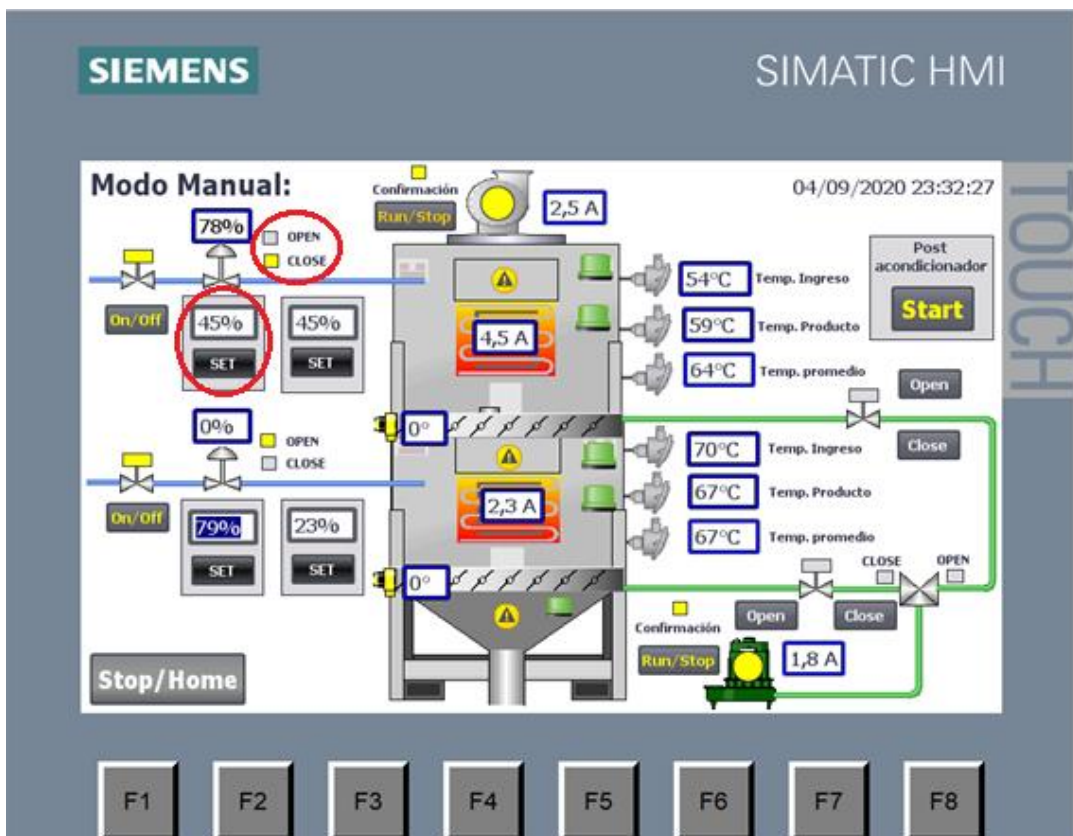 SIEMENS
SIMATIC HMI
TOUCH
Modo Manual:
Confirmación
Run/Stop
2,5 A
04/09/2020 23:32:27
78%
OPEN
CLOSE
On/Off
45%
SET
45%
SET
4,5 A
54°C Temp. Ingreso
59°C Temp. Producto
64°C Temp. promedio
Post
acondicionador
Start
Open
Close
0%
OPEN
CLOSE
On/Off
79%
SET
23%
SET
0°
2,3 A
0°
70°C Temp. Ingreso
67°C Temp. Producto
67°C Temp. promedio
CLOSE
OPEN
Open
Close
Confirmación
Run/Stop
1,8 A
Stop/Home
F1 F2 F3 F4 F5 F6 F7 F8